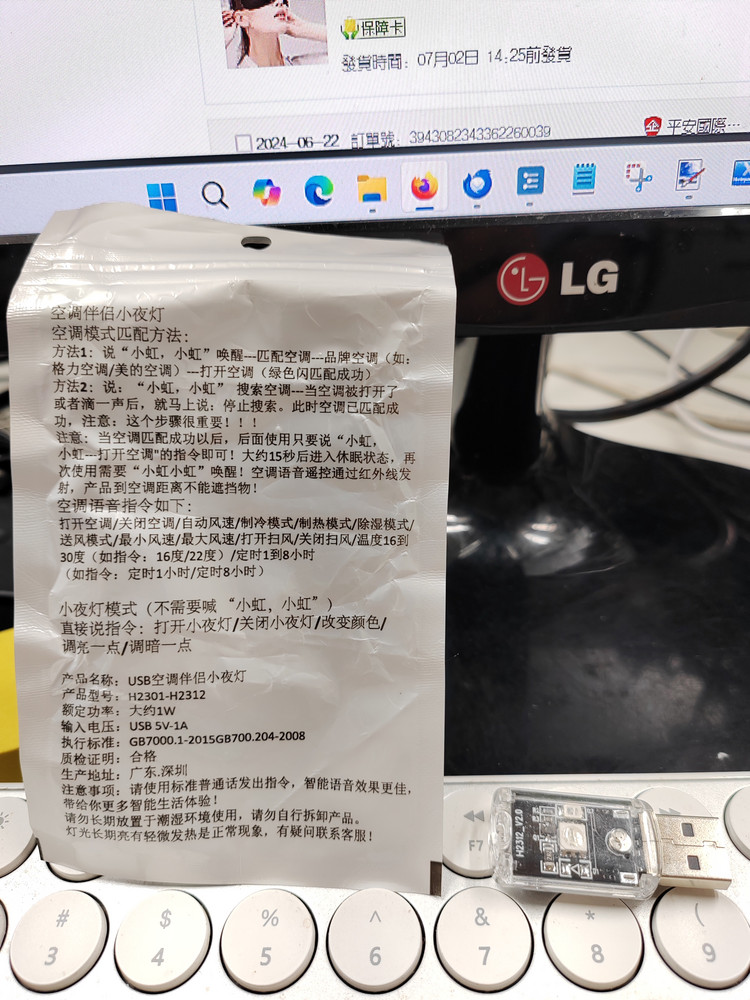 保障卡
發貨時間：07月02日 14:25前發貨
2024-06-22 訂單號：3943082343362260039
平安國際...
LG
空调伴侣小夜灯
空调模式匹配方法：
方法1：说“小虹，小虹”唤醒---匹配空调---品牌空调（如：
格力空调/美的空调）---打开空调（绿色闪匹配成功）
方法2：说：“小虹，小虹” 搜索空调---当空调被打开了
或者滴一声后，就马上说：停止搜索。此时空调已匹配成
功，注意：这个步骤很重要！！！
注意：当空调匹配成功以后，后面使用只要说“小虹，
小虹---打开空调"的指令即可！大约15秒后进入休眠状态，再
次使用需要“小虹小虹”唤醒！空调语音遥控通过红外线发
射，产品到空调距离不能遮挡物！
空调语音指令如下：
打开空调/关闭空调/自动风速/制冷模式/制热模式/除湿模式/
送风模式/最小风速/最大风速/打开扫风/关闭扫风/温度16到
30度（如指令：16度/22度）/定时1到8小时
（如指令：定时1小时/定时8小时）
小夜灯模式（不需要喊“小虹，小虹”）
直接说指令：打开小夜灯/关闭小夜灯/改变颜色/
调亮一点/调暗一点
产品名称：USB空调伴侣小夜灯
产品型号：H2301-H2312
额定功率：大约1W
输入电压：USB 5V-1A
执行标准：GB7000.1-2015GB700.204-2008
质检证明：合格
生产地址：广东.深圳
注意事项：请使用标准普通话发出指令，智能语音效果更佳，
带给你更多智能生活体验！
请勿长期放置于潮湿环境使用，请勿自行拆卸产品。
灯光长期亮有轻微发热是正常现象，有疑问联系客服！
H2312_V2.0
F7
# $ % ^ & * (
3 4 5 6 7 8 9